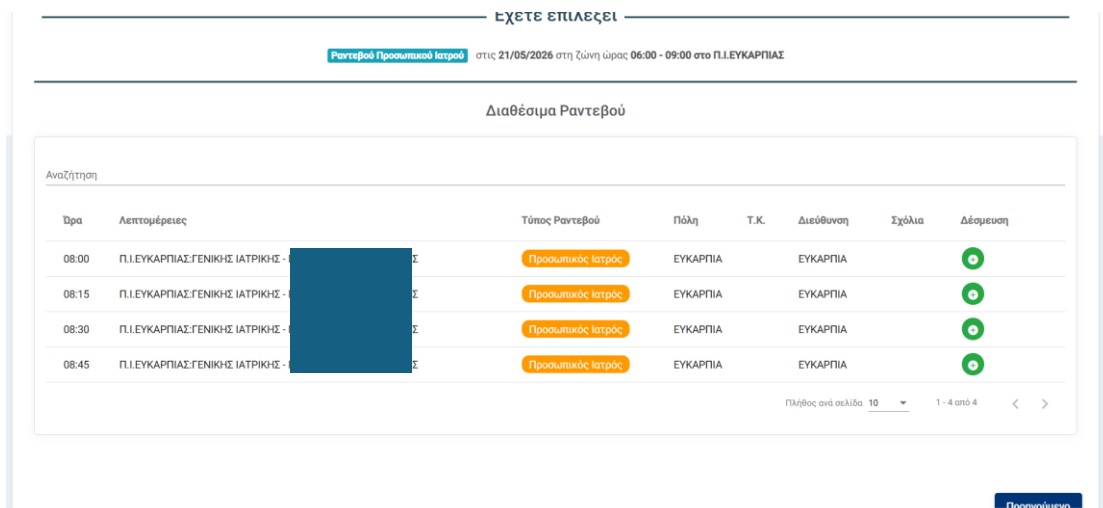 Έχετε επιλέξει
Ραντεβού Προσωπικού Ιατρού στις 21/05/2026 στη ζώνη ώρας 06:00 - 09:00 στο Π.Ι.ΕΥΚΑΡΠΙΑΣ
Διαθέσιμα Ραντεβού
Αναζήτηση
Ώρα Λεπτομέρειες Τύπος Ραντεβού Πόλη Τ.Κ. Διεύθυνση Σχόλια Δέσμευση
08:00 Π.Ι.ΕΥΚΑΡΠΙΑΣ:ΓΕΝΙΚΗΣ ΙΑΤΡΙΚΗΣ - Σ Προσωπικός Ιατρός ΕΥΚΑΡΠΙΑ ΕΥΚΑΡΠΙΑ
08:15 Π.Ι.ΕΥΚΑΡΠΙΑΣ:ΓΕΝΙΚΗΣ ΙΑΤΡΙΚΗΣ - Σ Προσωπικός Ιατρός ΕΥΚΑΡΠΙΑ ΕΥΚΑΡΠΙΑ
08:30 Π.Ι.ΕΥΚΑΡΠΙΑΣ:ΓΕΝΙΚΗΣ ΙΑΤΡΙΚΗΣ - Σ Προσωπικός Ιατρός ΕΥΚΑΡΠΙΑ ΕΥΚΑΡΠΙΑ
08:45 Π.Ι.ΕΥΚΑΡΠΙΑΣ:ΓΕΝΙΚΗΣ ΙΑΤΡΙΚΗΣ - Σ Προσωπικός Ιατρός ΕΥΚΑΡΠΙΑ ΕΥΚΑΡΠΙΑ
Πλήθος ανά σελίδα 10 1 - 4 από 4
Προηγούμενο